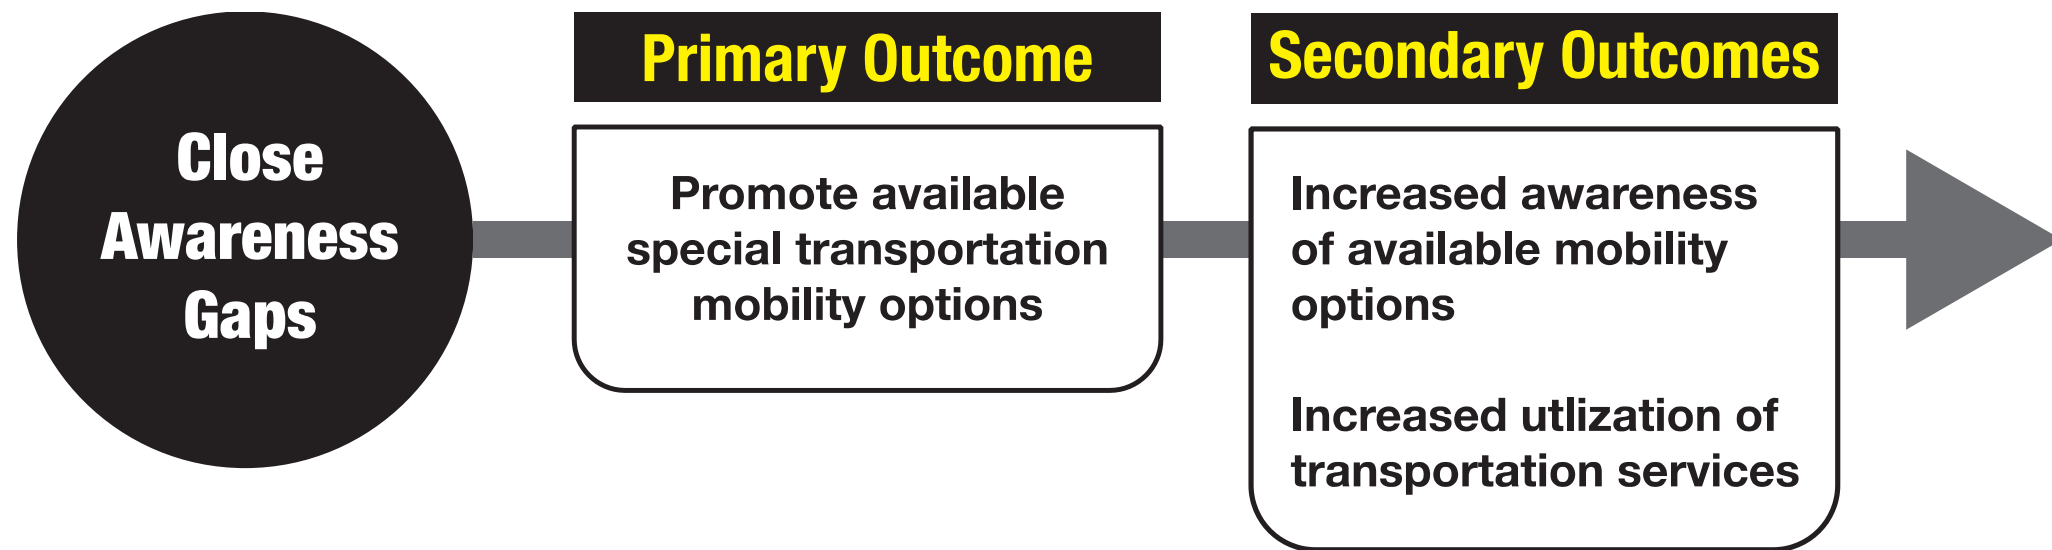 Close
Awareness
Gaps
Primary Outcome
Promote available
special transportation
mobility options
Secondary Outcomes
Increased awareness
of available mobility
options
Increased utlization of
transportation services